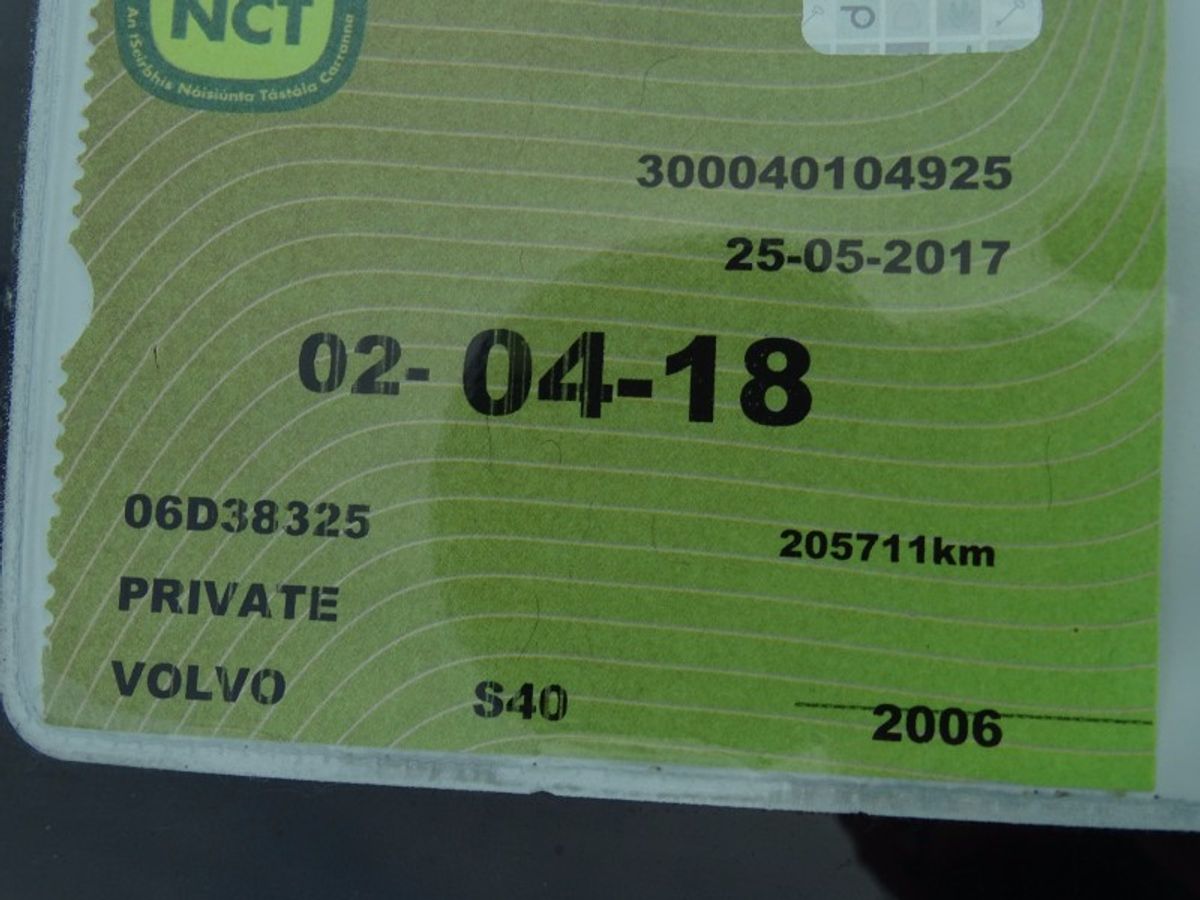 NCT
An tSeirbhís Náisiúnta Tástála Carranna
300040104925
25-05-2017
02- 04-18
06D38325
205711km
PRIVATE
VOLVO S40 2006